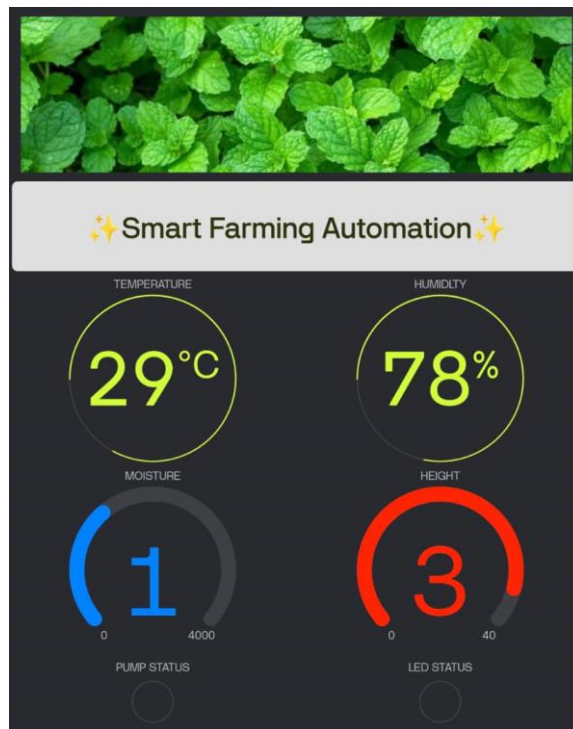 ✨Smart Farming Automation✨
TEMPERATURE
HUMIDLTY
29°C
78%
MOISTURE
HEIGHT
1
3
0
4000
0
40
PUMP STATUS
LED STATUS